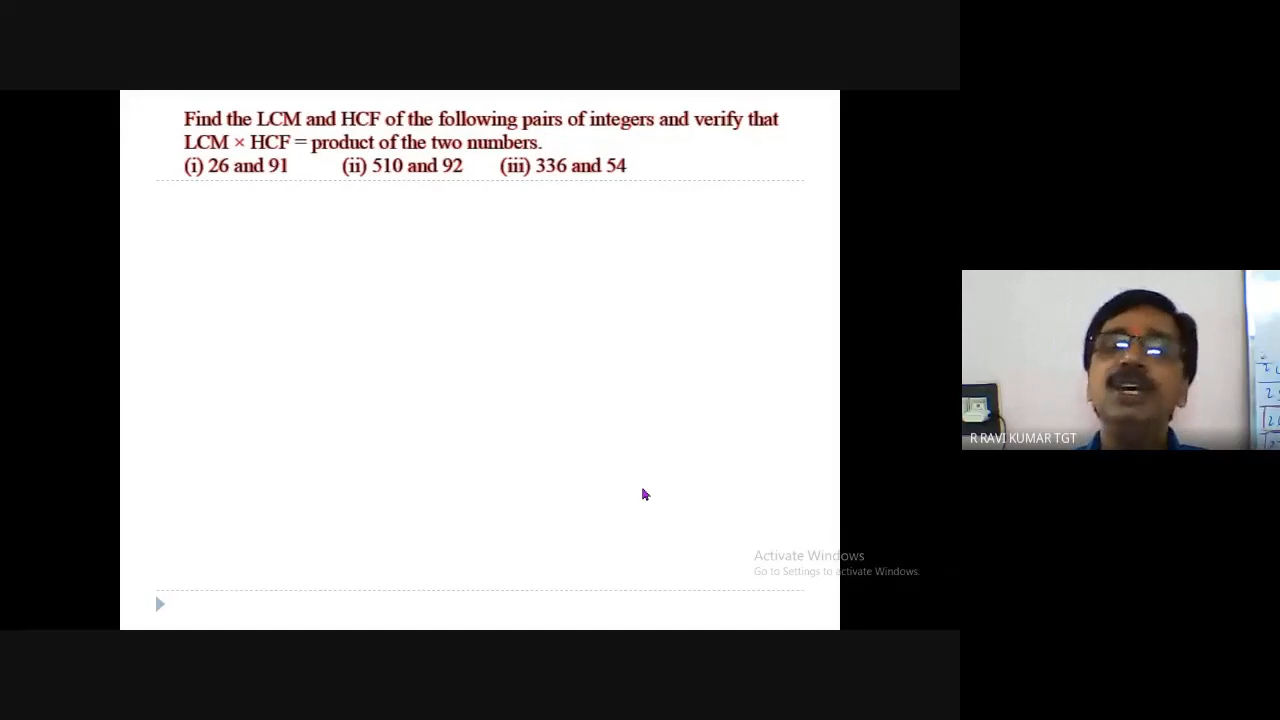 Find the LCM and HCF of the following pairs of integers and verify that
LCM × HCF = product of the two numbers.
(i) 26 and 91 (ii) 510 and 92 (iii) 336 and 54
R RAVI KUMAR TGT
Activate Windows
Go to Settings to activate Windows.